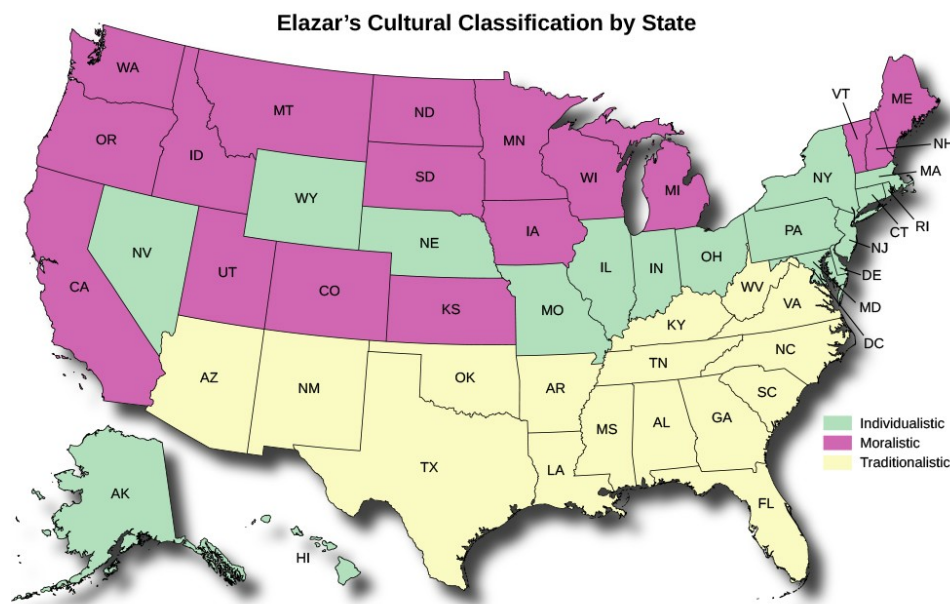 Elazar’s Cultural Classification by State
WA
MT
ND
MN
VT
ME
OR
ID
SD
WI
MI
NH
WY
NY
MA
NE
IA
RI
CT
NV
UT
CO
IL
IN
OH
PA
NJ
CA
KS
MO
WV
DE
MD
DC
KY
VA
AZ
NM
OK
AR
TN
NC
SC
TX
LA
MS
AL
GA
FL
AK
HI
Individualistic
Moralistic
Traditionalistic